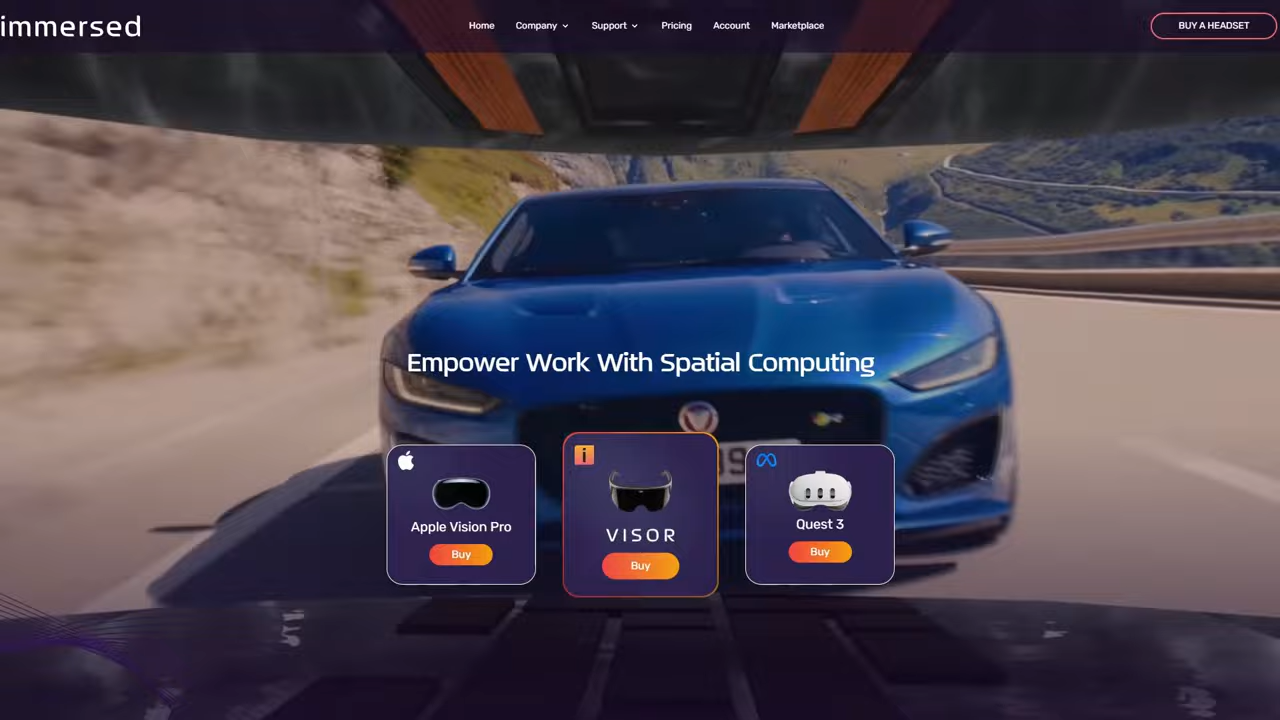 immersed
Home Company Support Pricing Account Marketplace
BUY A HEADSET
Empower Work With Spatial Computing
Apple Vision Pro
Buy
i
VISOR
Buy
Quest 3
Buy